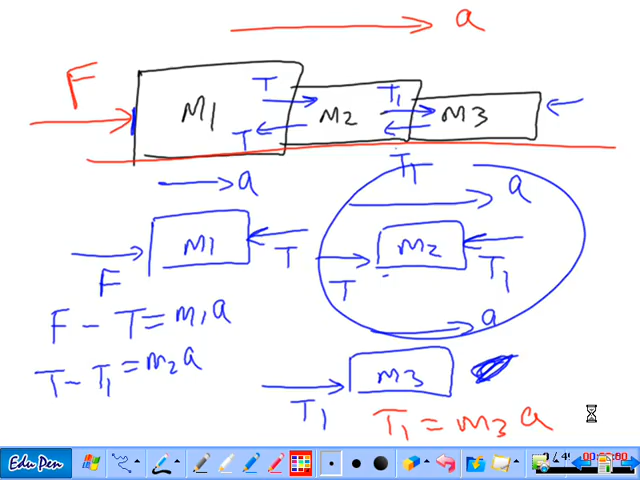 a
F
T
T1
M1
M2
M3
T
T1
a
a
M1
M2
F
T
T
T1
F - T = m1a
a
T - T1 = m2a
M3
T1
T1 = m3 a
Edu Pen